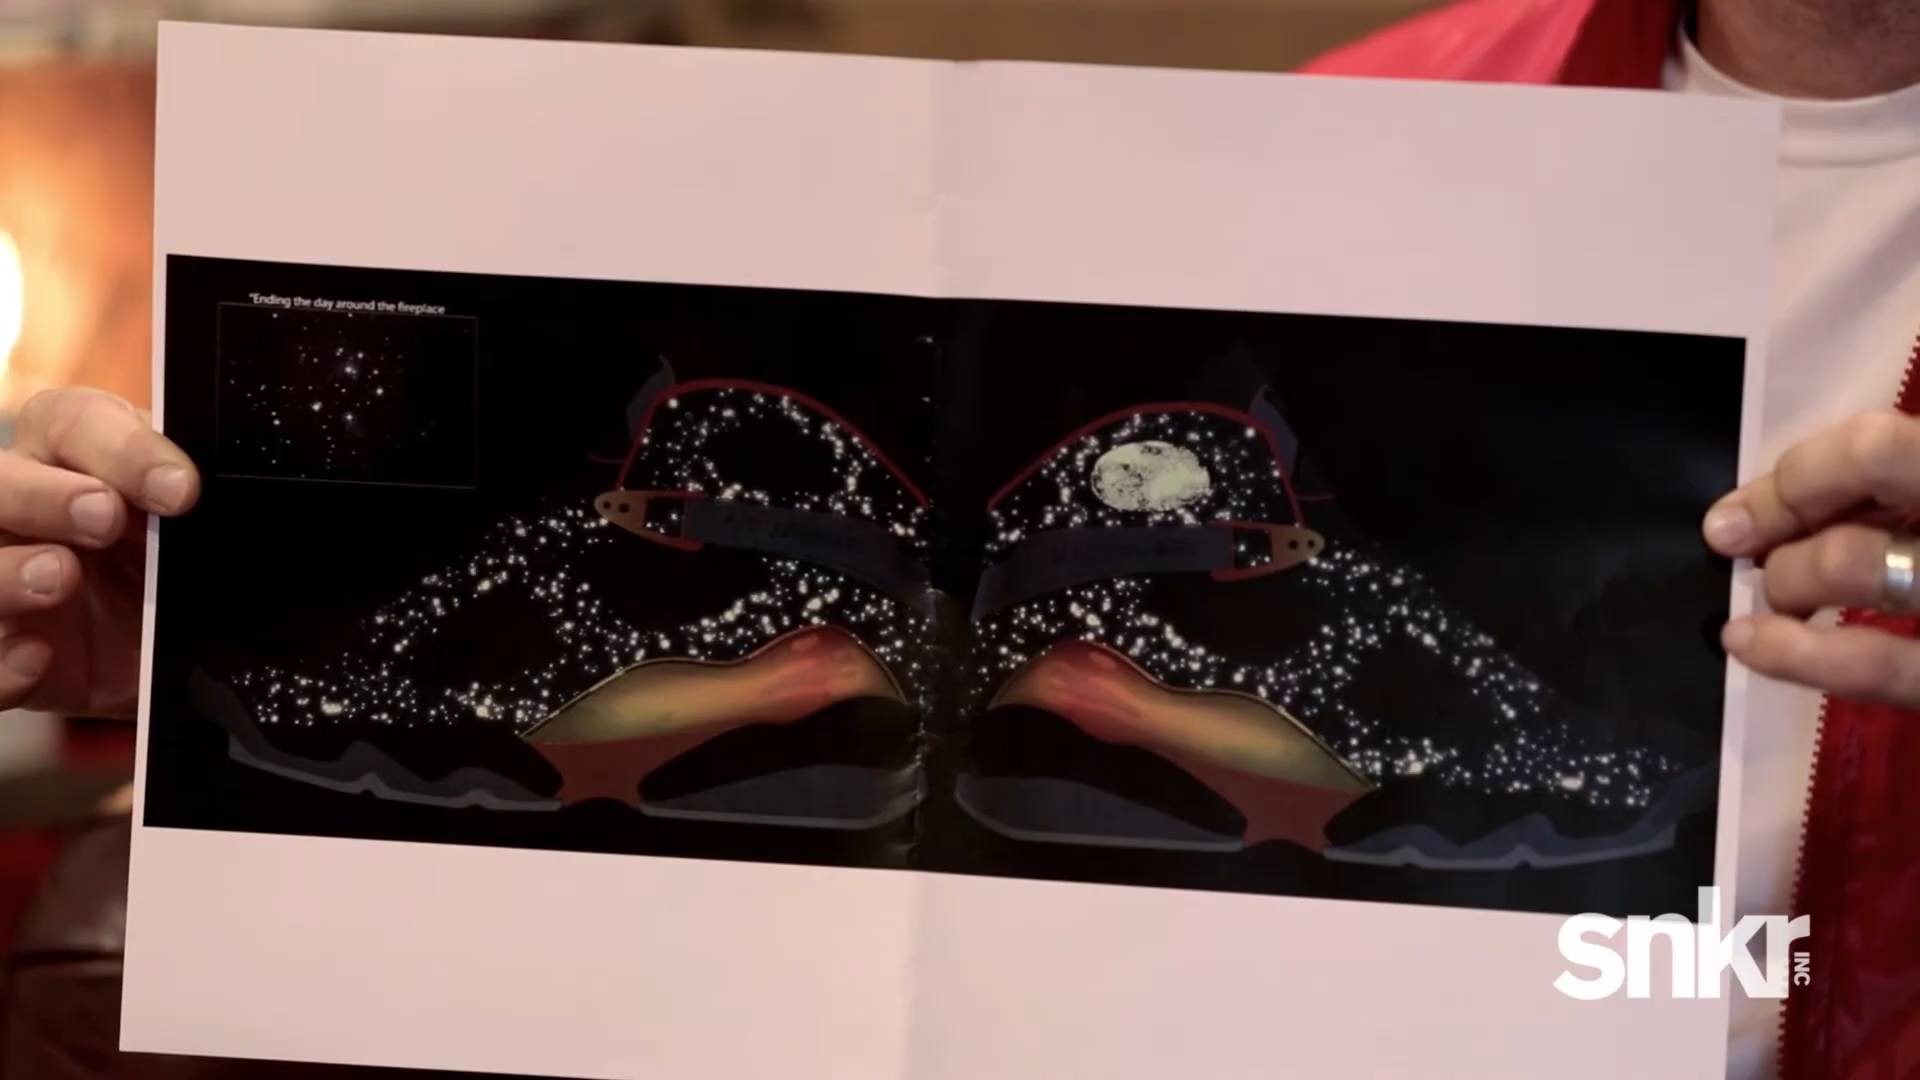 "Ending the day around the fireplace
snkr
INC